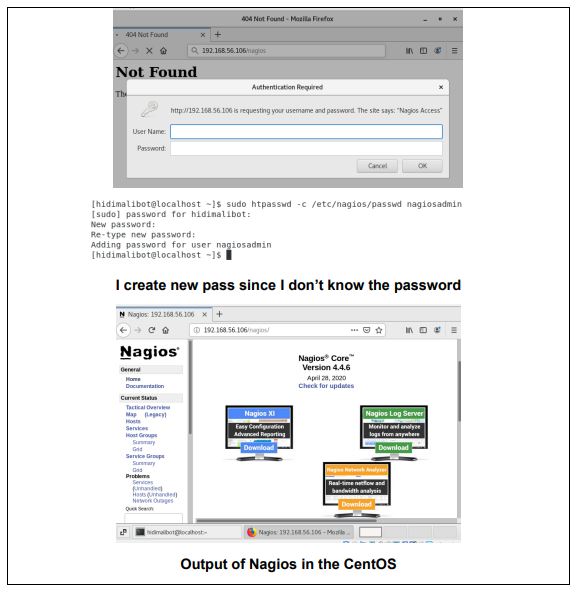 404 Not Found - Mozilla Firefox
404 Not Found × +
192.168.56.106/nagios
Not Found
The
Authentication Required
http://192.168.56.106 is requesting your username and password. The site says: "Nagios Access"
User Name:
Password:
Cancel OK
[hidimalibot@localhost ~]$ sudo htpasswd -c /etc/nagios/passwd nagiosadmin
[sudo] password for hidimalibot:
New password:
Re-type new password:
Adding password for user nagiosadmin
[hidimalibot@localhost ~]$
I create new pass since I don’t know the password
N Nagios: 192.168.56.106 × +
192.168.56.106/nagios/
Nagios®
General
Home
Documentation
Current Status
Tactical Overview
Map (Legacy)
Hosts
Services
Host Groups
Summary
Grid
Service Groups
Summary
Grid
Problems
Services
(Unhandled)
Hosts (Unhandled)
Network Outages
Quick Search:
Nagios® Core™
Version 4.4.6
April 28, 2020
Check for updates
Nagios XI
Easy Configuration
Advanced Reporting
Download
Nagios Log Server
Monitor and analyze
logs from anywhere
Download
Nagios Network Analyzer
Real-time netflow and
bandwidth analysis
Download
hidimalibot@localhost:~
Nagios: 192.168.56.106 - Mozilla ...
Output of Nagios in the CentOS